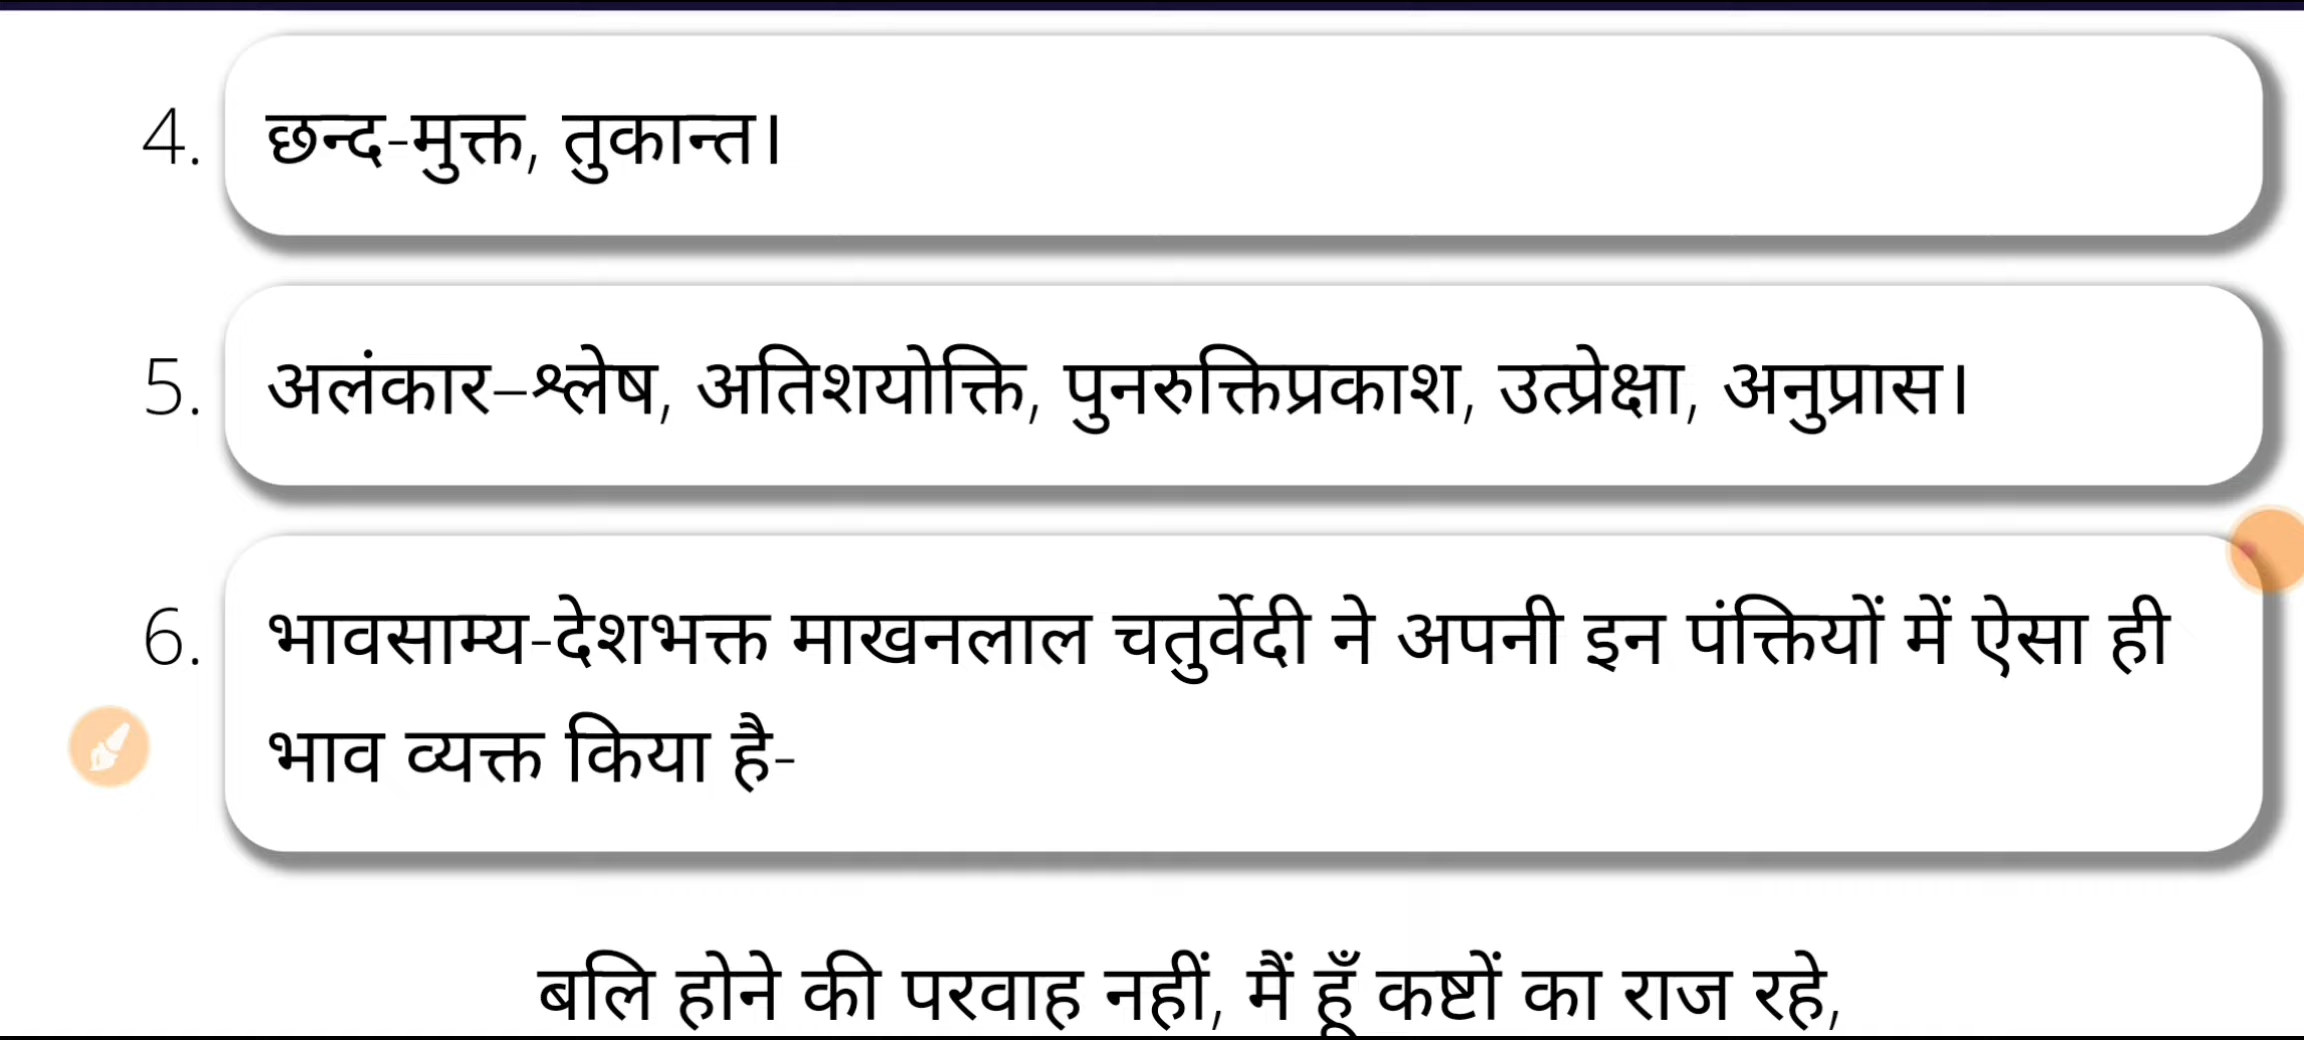 4. छन्द-मुक्त, तुकान्त।
5. अलंकार–श्लेष, अतिशयोक्ति, पुनरुक्तिप्रकाश, उत्प्रेक्षा, अनुप्रास।
6. भावसाम्य-देशभक्त माखनलाल चतुर्वेदी ने अपनी इन पंक्तियों में ऐसा ही
भाव व्यक्त किया है-
बलि होने की परवाह नहीं, मैं हूँ कष्टों का राज रहे,